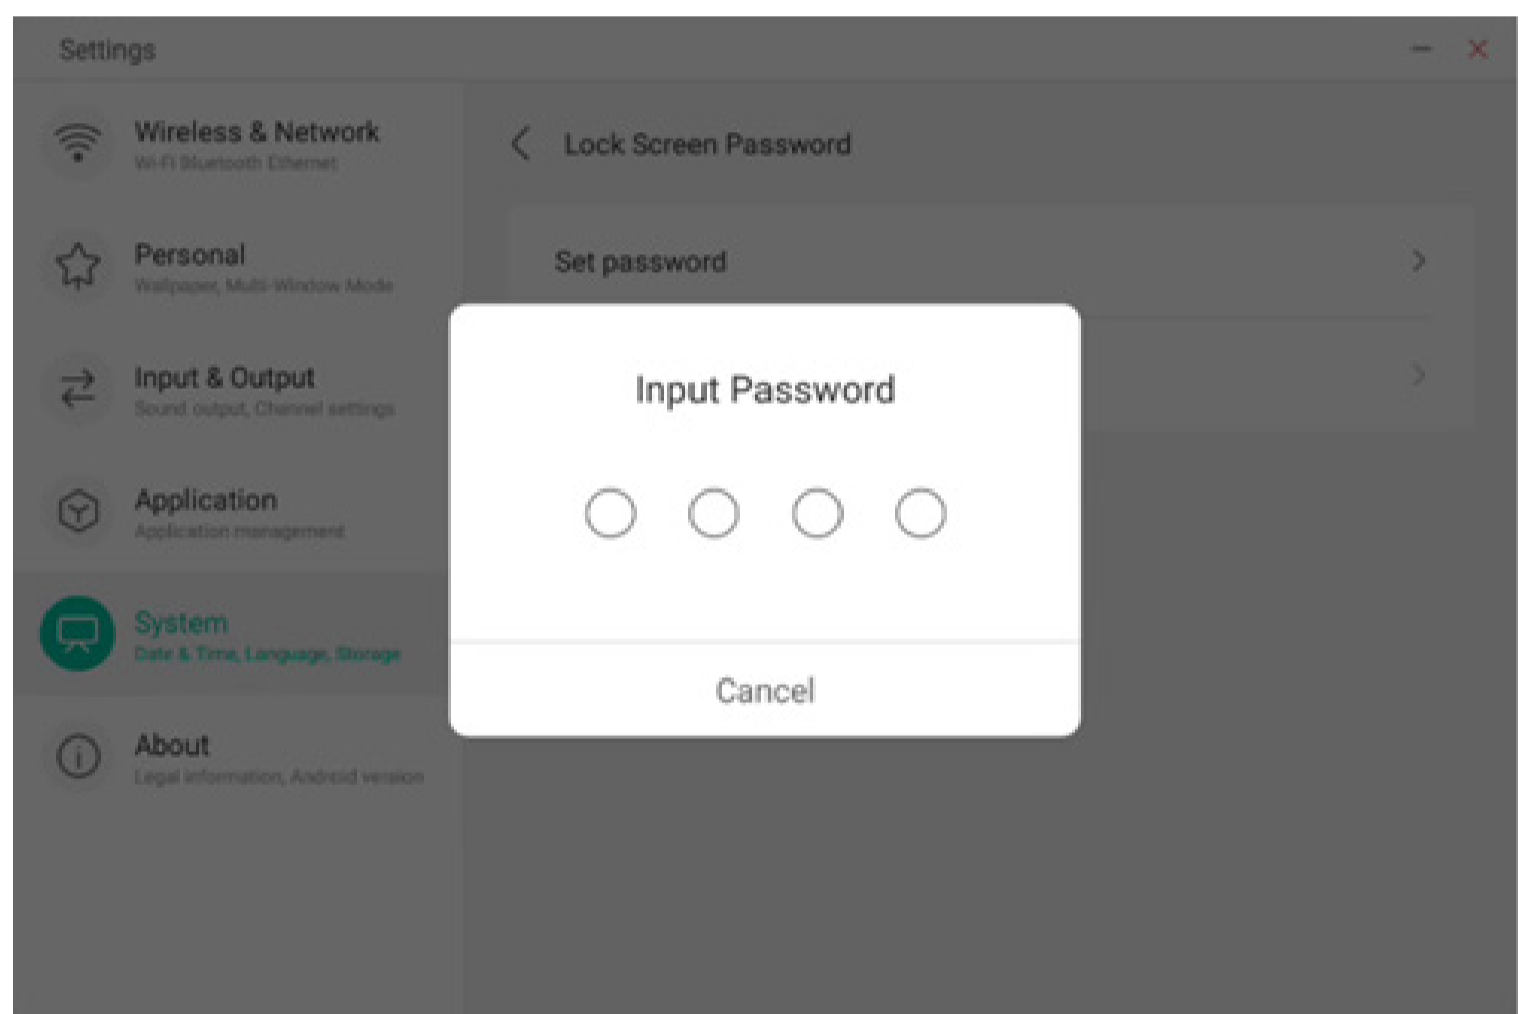 Settings
Wireless & Network
Wi-Fi Bluetooth Ethernet
Personal
Wallpaper, Multi-Window Mode
Input & Output
Sound output, Channel settings
Application
Application management
System
Date & Time, Language, Storage
About
Legal information, Android version
Lock Screen Password
Set password
Input Password
Cancel